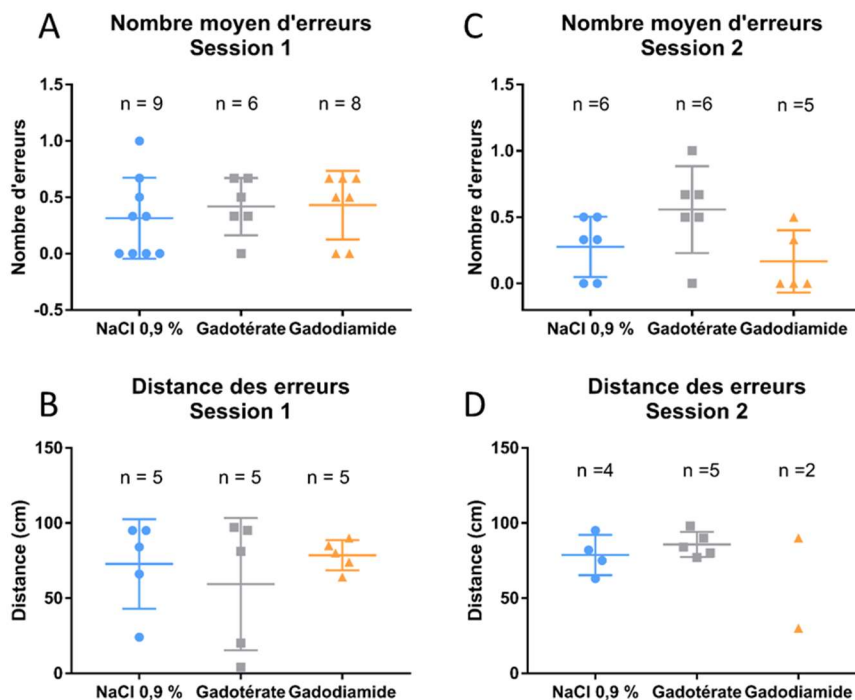 A
Nombre moyen d'erreurs
Session 1
Nombre d'erreurs
1.5
1.0
0.5
0.0
-0.5
n = 9
n = 6
n = 8
NaCl 0,9 %
Gadotérate
Gadodiamide
C
Nombre moyen d'erreurs
Session 2
Nombre d'erreurs
1.5
1.0
0.5
0.0
n =6
n =6
n =5
NaCl 0,9 %
Gadotérate
Gadodiamide
B
Distance des erreurs
Session 1
Distance (cm)
150
100
50
0
n = 5
n = 5
n = 5
NaCl 0,9 %
Gadotérate
Gadodiamide
D
Distance des erreurs
Session 2
Distance (cm)
150
100
50
0
n =4
n =5
n =2
NaCl 0,9 %
Gadotérate
Gadodiamide